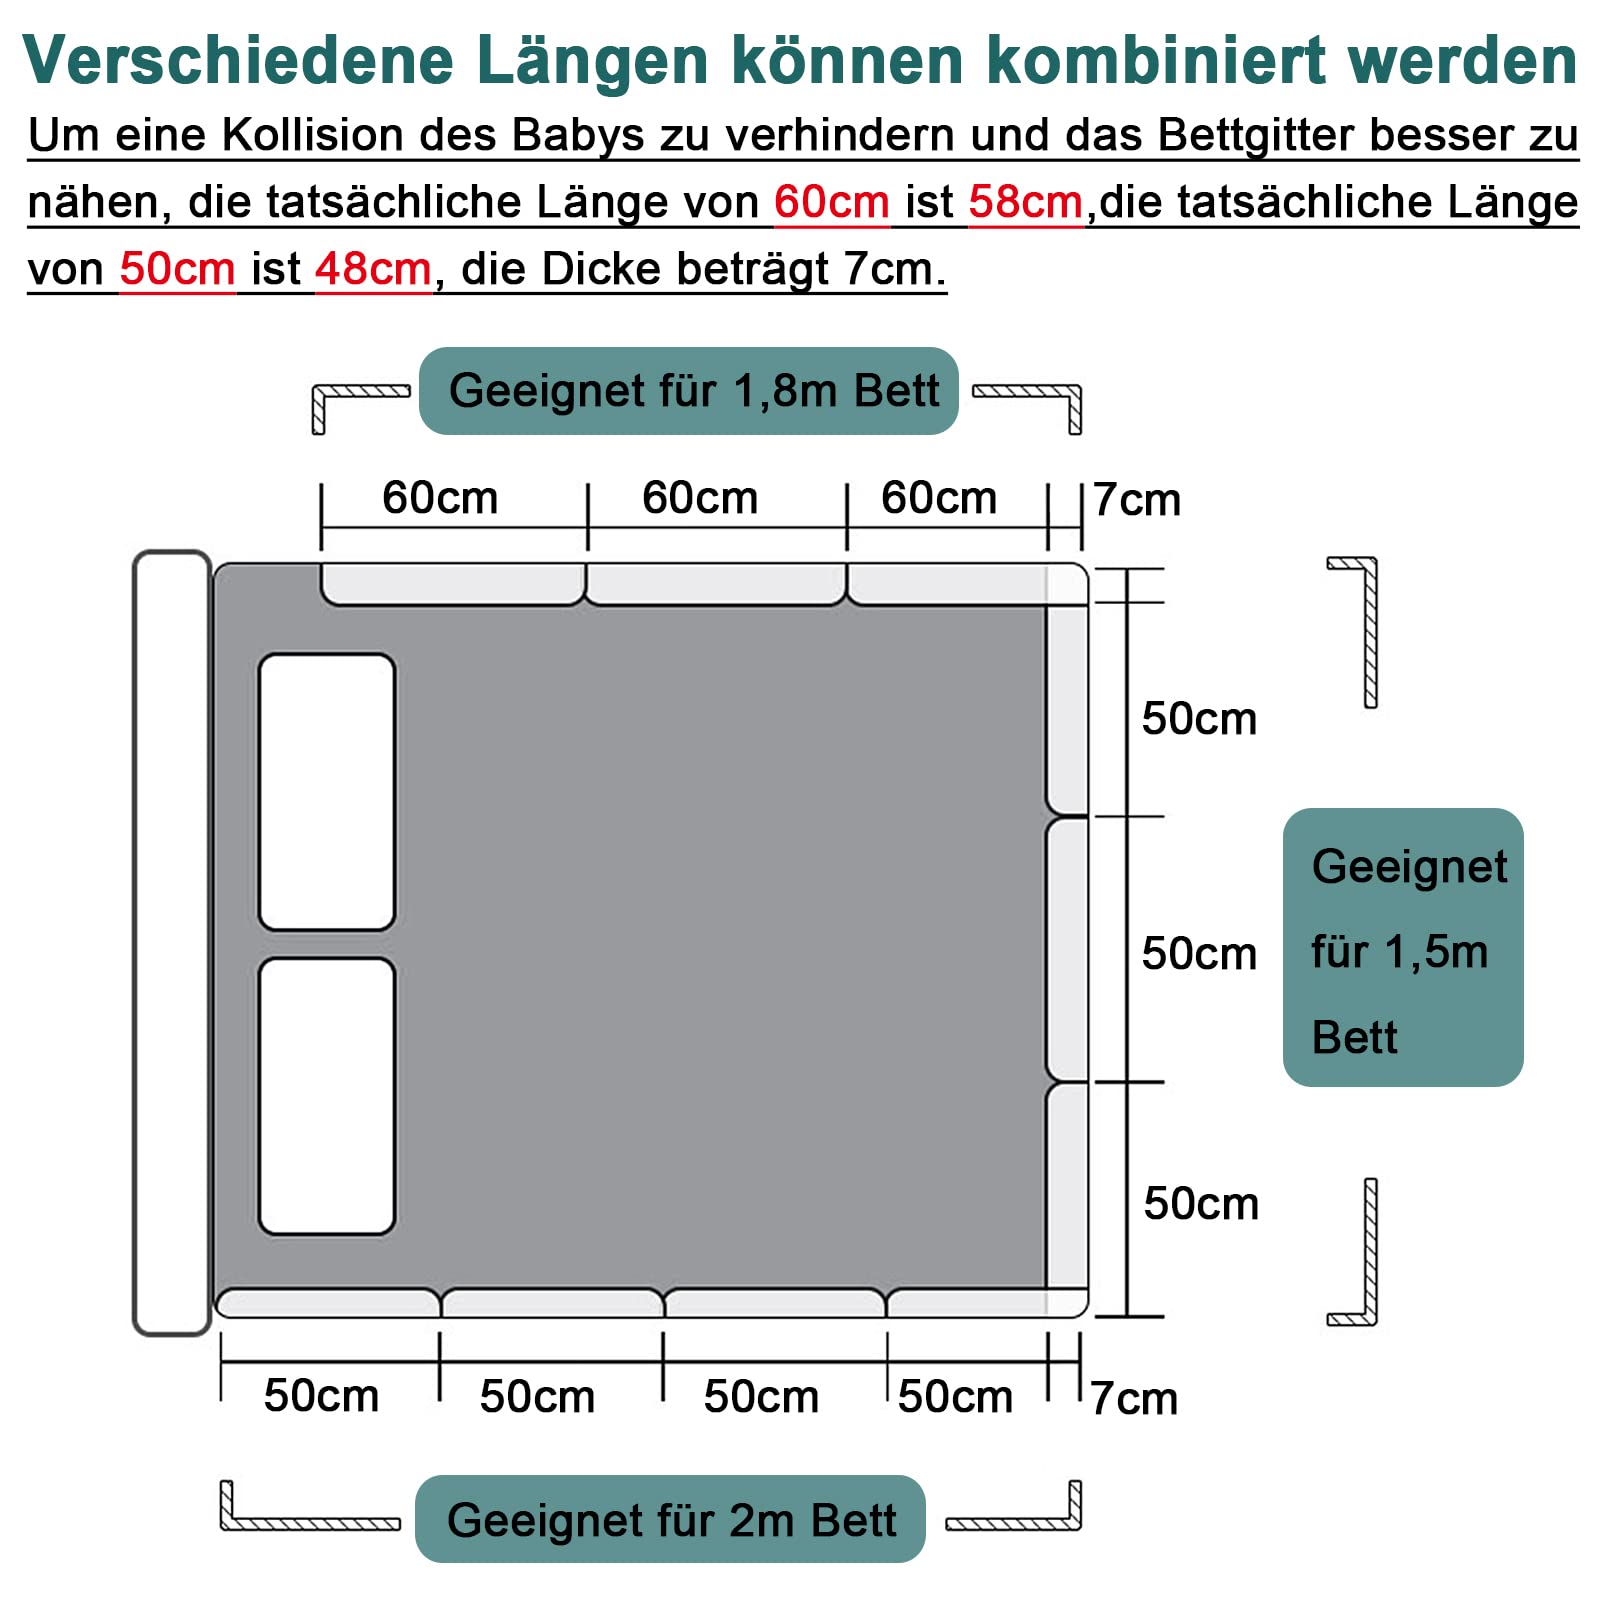 Verschiedene Längen können kombiniert werden
Um eine Kollision des Babys zu verhindern und das Bettgitter besser zu
nähen, die tatsächliche Länge von 60cm ist 58cm,die tatsächliche Länge
von 50cm ist 48cm, die Dicke beträgt 7cm.
Geeignet für 1,8m Bett
60cm 60cm 60cm 7cm
50cm
50cm
50cm
Geeignet
für 1,5m
Bett
50cm 50cm 50cm 50cm 7cm
Geeignet für 2m Bett